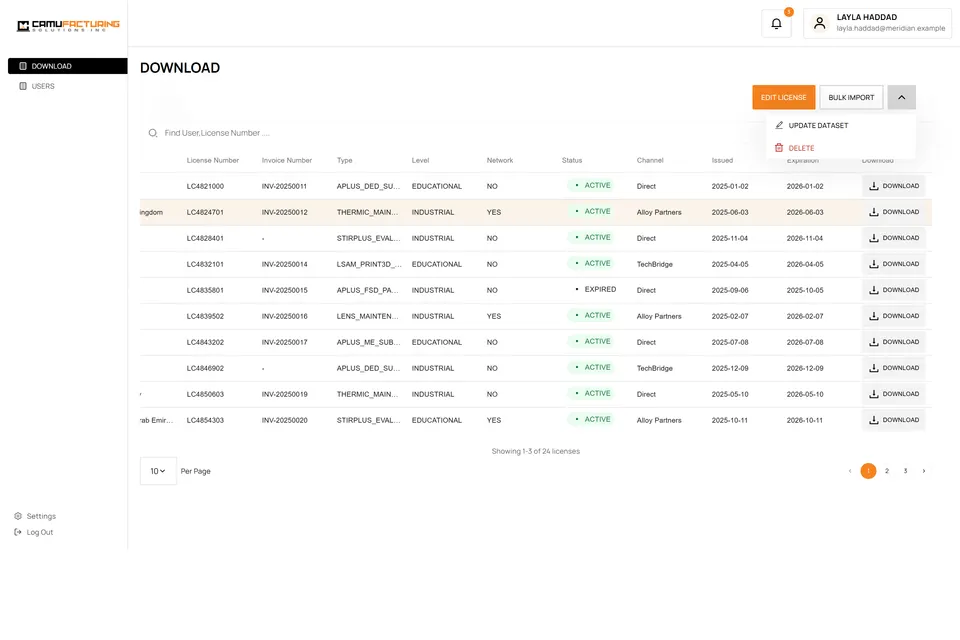 CAMUFACTURING
SOLUTIONS INC
1
LAYLA HADDAD
layla.haddad@meridian.example
DOWNLOAD
USERS
Settings
Log Out
DOWNLOAD
EDIT LICENSE BULK IMPORT
UPDATE DATASET
DELETE
Find User,License Number ....
License Number Invoice Number Type Level Network Status Channel Issued Expiration Download
LC4821000 INV-20250011 APLUS_DED_SU... EDUCATIONAL NO • ACTIVE Direct 2025-01-02 2026-01-02 DOWNLOAD
ingdom LC4824701 INV-20250012 THERMIC_MAIN... INDUSTRIAL YES • ACTIVE Alloy Partners 2025-06-03 2026-06-03 DOWNLOAD
LC4828401 - STIRPLUS_EVAL... INDUSTRIAL NO • ACTIVE Direct 2025-11-04 2026-11-04 DOWNLOAD
LC4832101 INV-20250014 LSAM_PRINT3D_... EDUCATIONAL NO • ACTIVE TechBridge 2025-04-05 2026-04-05 DOWNLOAD
LC4835801 INV-20250015 APLUS_FSD_PA... INDUSTRIAL NO • EXPIRED Direct 2025-09-06 2025-10-05 DOWNLOAD
LC4839502 INV-20250016 LENS_MAINTEN... INDUSTRIAL YES • ACTIVE Alloy Partners 2025-02-07 2026-02-07 DOWNLOAD
LC4843202 INV-20250017 APLUS_ME_SUB... EDUCATIONAL NO • ACTIVE Direct 2025-07-08 2026-07-08 DOWNLOAD
LC4846902 - APLUS_DED_SU... INDUSTRIAL NO • ACTIVE TechBridge 2025-12-09 2026-12-09 DOWNLOAD
LC4850603 INV-20250019 THERMIC_MAIN... INDUSTRIAL NO • ACTIVE Direct 2025-05-10 2026-05-10 DOWNLOAD
rab Emir... LC4854303 INV-20250020 STIRPLUS_EVAL... EDUCATIONAL YES • ACTIVE Alloy Partners 2025-10-11 2026-10-11 DOWNLOAD
Showing 1-3 of 24 licenses
10 Per Page
‹ 1 2 3 ›